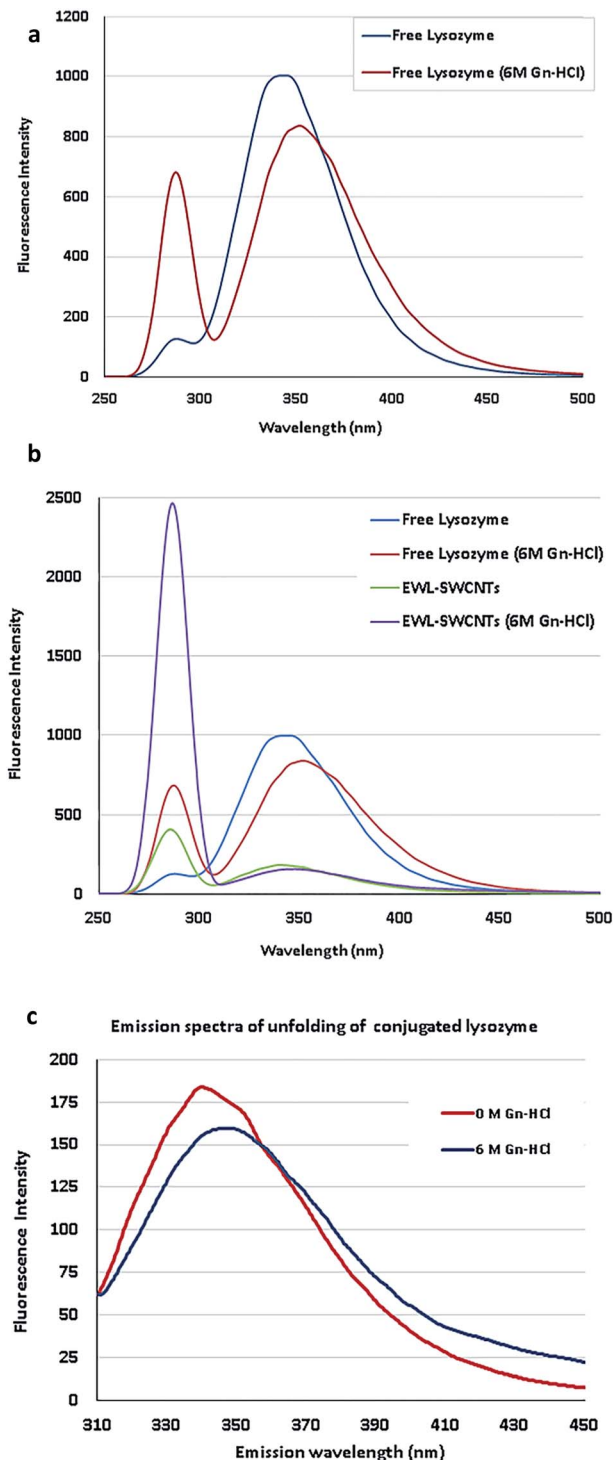 a
1200
1000
800
600
400
200
0
Fluorescence Intensity
Free Lysozyme
Free Lysozyme (6M Gn-HCl)
250 300 350 400 450 500
Wavelength (nm)
b
2500
2000
1500
1000
500
0
Fluorescence Intensity
Free Lysozyme
Free Lysozyme (6M Gn-HCl)
EWL-SWCNTs
EWL-SWCNTs (6M Gn-HCl)
250 300 350 400 450 500
Wavelength (nm)
c
Emission spectra of unfolding of conjugated lysozyme
200
175
150
125
100
75
50
25
0
Fluorescence Intensity
0 M Gn-HCl
6 M Gn-HCl
310 330 350 370 390 410 430 450
Emission wavelength (nm)